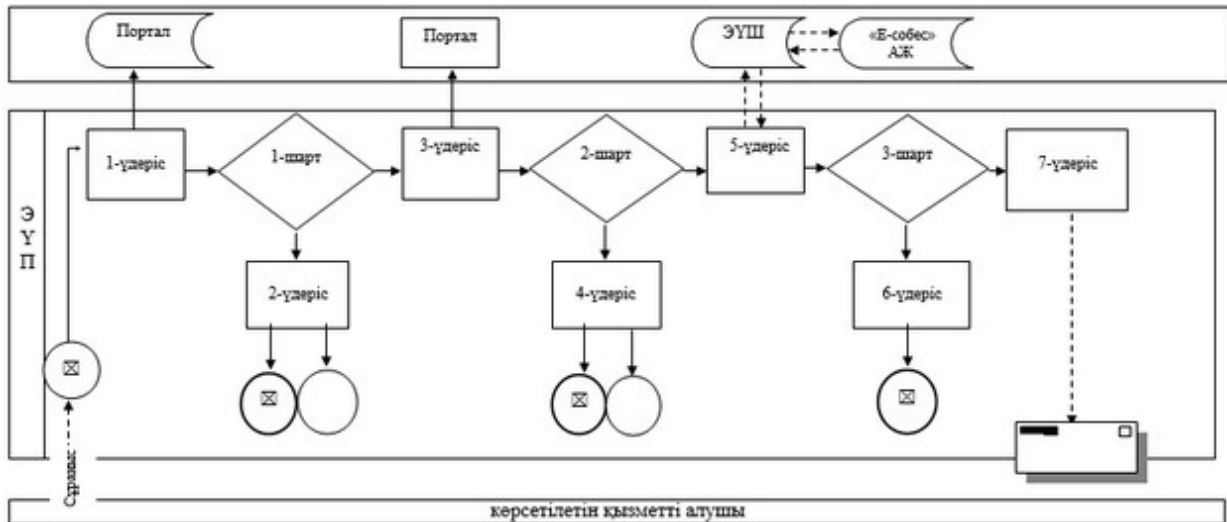 Портал
Портал
ЭҮШ
«Е-собес»
АЖ
1-үдеріс
1-шарт
3-үдеріс
2-шарт
5-үдеріс
3-шарт
7-үдеріс
Э
Ү
П
2-үдеріс
4-үдеріс
6-үдеріс
Сұраныс
көрсетілетін қызметті алушы